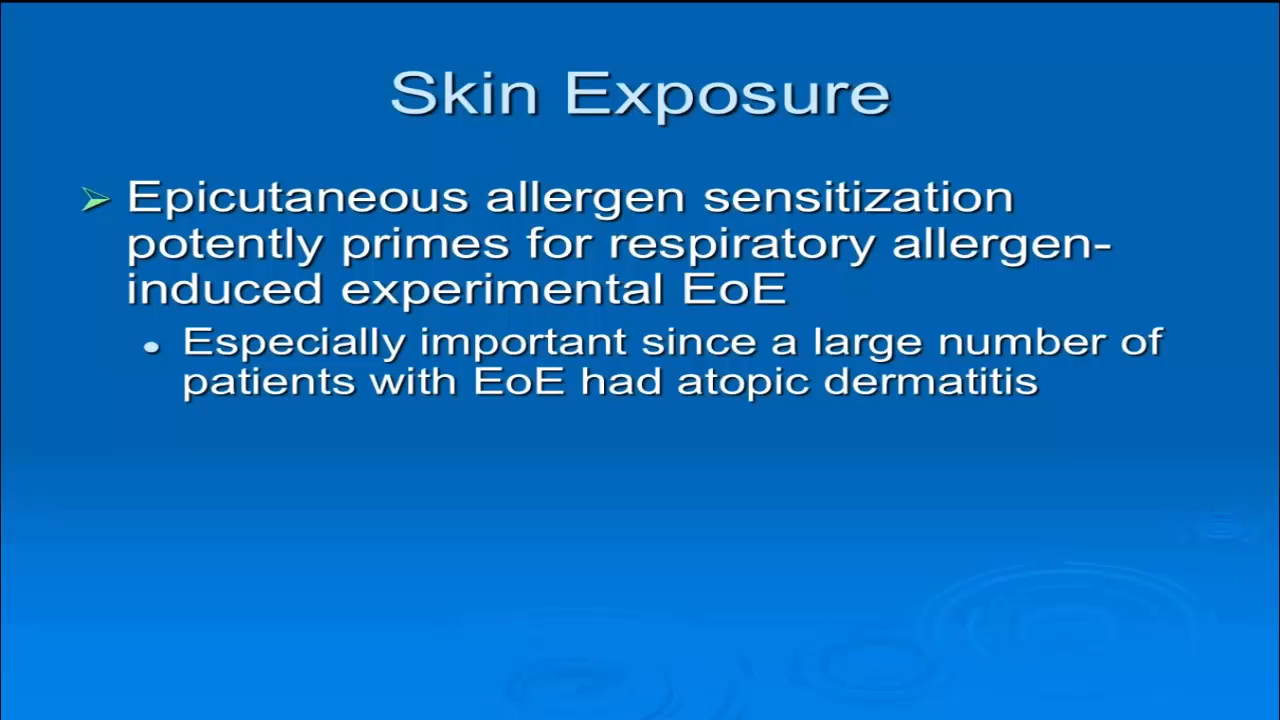 Skin Exposure
Epicutaneous allergen sensitization
potently primes for respiratory allergen-
induced experimental EoE
Especially important since a large number of
patients with EoE had atopic dermatitis